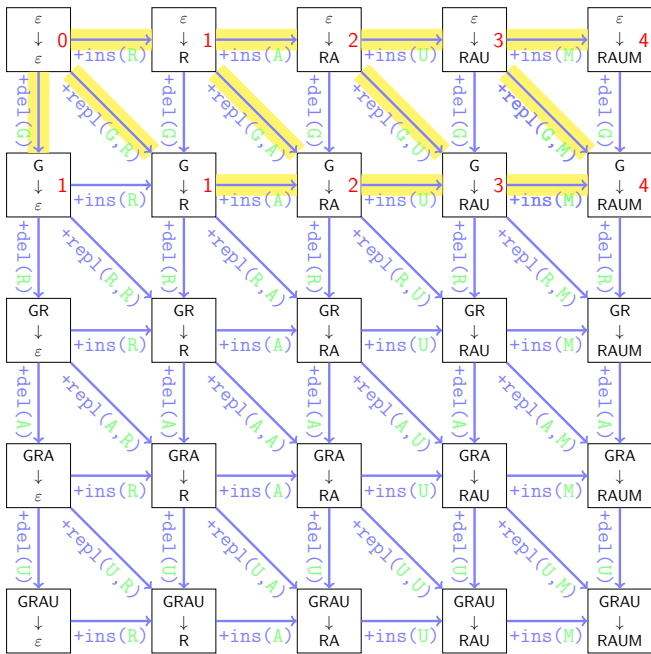 ε ε ε ε ε
↓ 0 ↓ 1 ↓ 2 ↓ 3 ↓ 4
ε +ins(R) R +ins(A) RA +ins(U) RAU +ins(M) RAUM
+del(G) +repl(G,R) +del(G) +repl(G,A) +del(G) +repl(G,U) +del(G) +repl(G,M) +del(G)
G G G G G
↓ 1 ↓ 1 ↓ 2 ↓ 3 ↓ 4
ε +ins(R) R +ins(A) RA +ins(U) RAU +ins(M) RAUM
+del(R) +repl(R,R) +del(R) +repl(R,A) +del(R) +repl(R,U) +del(R) +repl(R,M) +del(R)
GR GR GR GR GR
↓ ↓ ↓ ↓ ↓
ε +ins(R) R +ins(A) RA +ins(U) RAU +ins(M) RAUM
+del(A) +repl(A,R) +del(A) +repl(A,A) +del(A) +repl(A,U) +del(A) +repl(A,M) +del(A)
GRA GRA GRA GRA GRA
↓ ↓ ↓ ↓ ↓
ε +ins(R) R +ins(A) RA +ins(U) RAU +ins(M) RAUM
+del(U) +repl(U,R) +del(U) +repl(U,A) +del(U) +repl(U,U) +del(U) +repl(U,M) +del(U)
GRAU GRAU GRAU GRAU GRAU
↓ ↓ ↓ ↓ ↓
ε +ins(R) R +ins(A) RA +ins(U) RAU +ins(M) RAUM